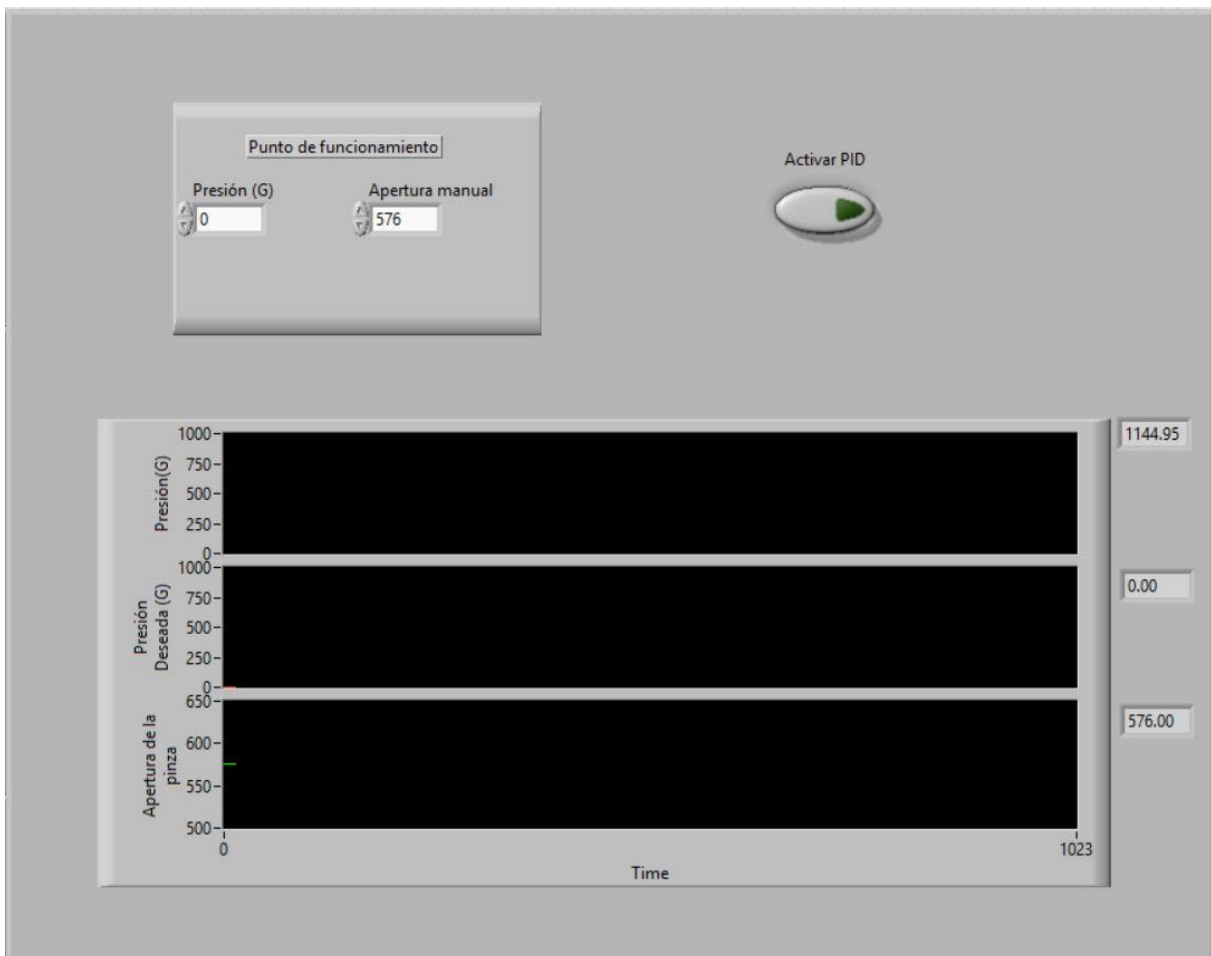 Punto de funcionamiento
Presión (G)
Apertura manual
0
576
Activar PID
1000
750
500
250
0
Presión(G)
1144.95
1000
750
500
250
0
Presión
Deseada (G)
0.00
650
600
550
500
Apertura de la
pinza
576.00
0
1023
Time